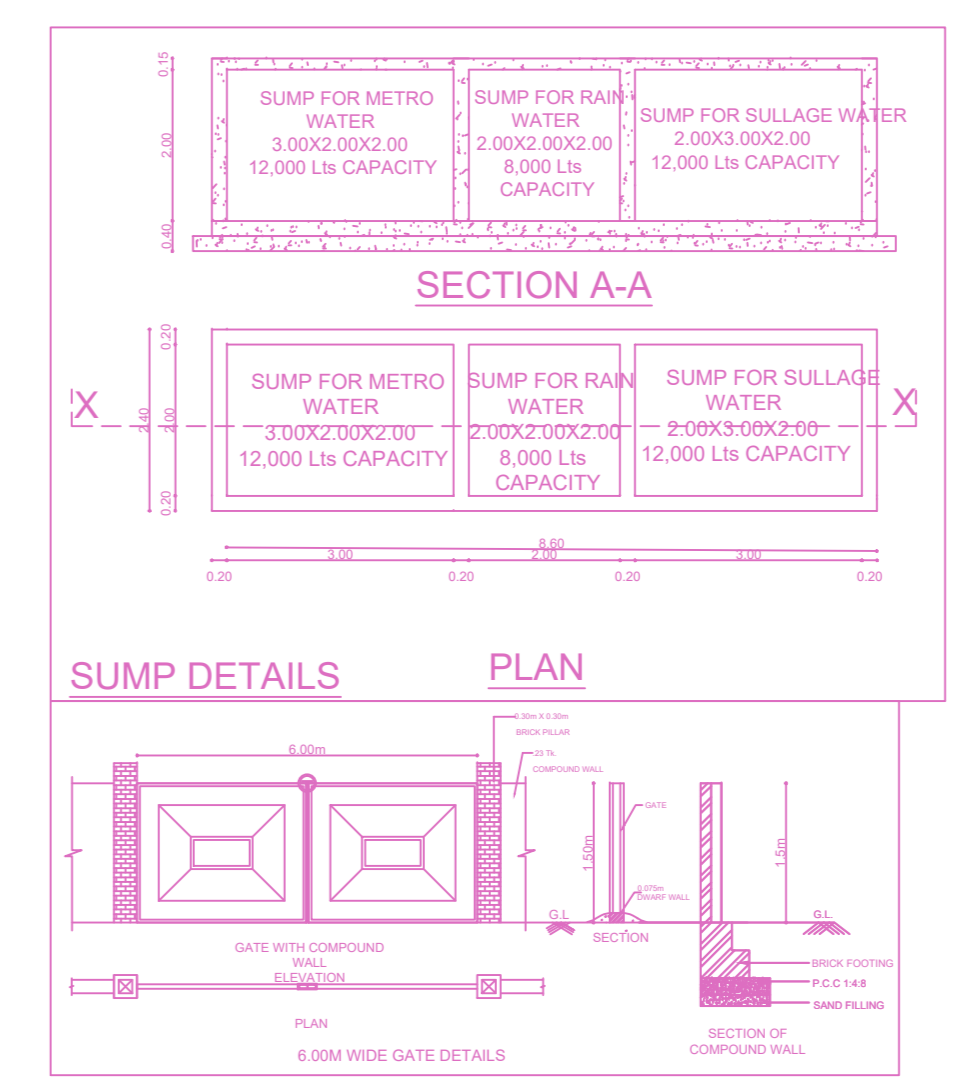 0.15
2.00
0.40
SUMP FOR METRO
WATER
3.00X2.00X2.00
12,000 Lts CAPACITY
SUMP FOR RAIN
WATER
2.00X2.00X2.00
8,000 Lts
CAPACITY
SUMP FOR SULLAGE WATER
2.00X3.00X2.00
12,000 Lts CAPACITY
SECTION A-A
0.20
2.40
2.00
0.20
X
SUMP FOR METRO
WATER
3.00X2.00X2.00
12,000 Lts CAPACITY
SUMP FOR RAIN
WATER
2.00X2.00X2.00
8,000 Lts
CAPACITY
SUMP FOR SULLAGE
WATER
2.00X3.00X2.00
12,000 Lts CAPACITY
X
8.60
3.00
2.00
3.00
0.20
0.20
0.20
0.20
SUMP DETAILS
PLAN
6.00m
0.30m X 0.30m
BRICK PILLAR
23 Tk.
COMPOUND WALL
GATE WITH COMPOUND
WALL
ELEVATION
PLAN
6.00M WIDE GATE DETAILS
1.50m
GATE
0.075m
DWARF WALL
G.L
SECTION
1.5m
G.L.
BRICK FOOTING
P.C.C 1:4:8
SAND FILLING
SECTION OF
COMPOUND WALL